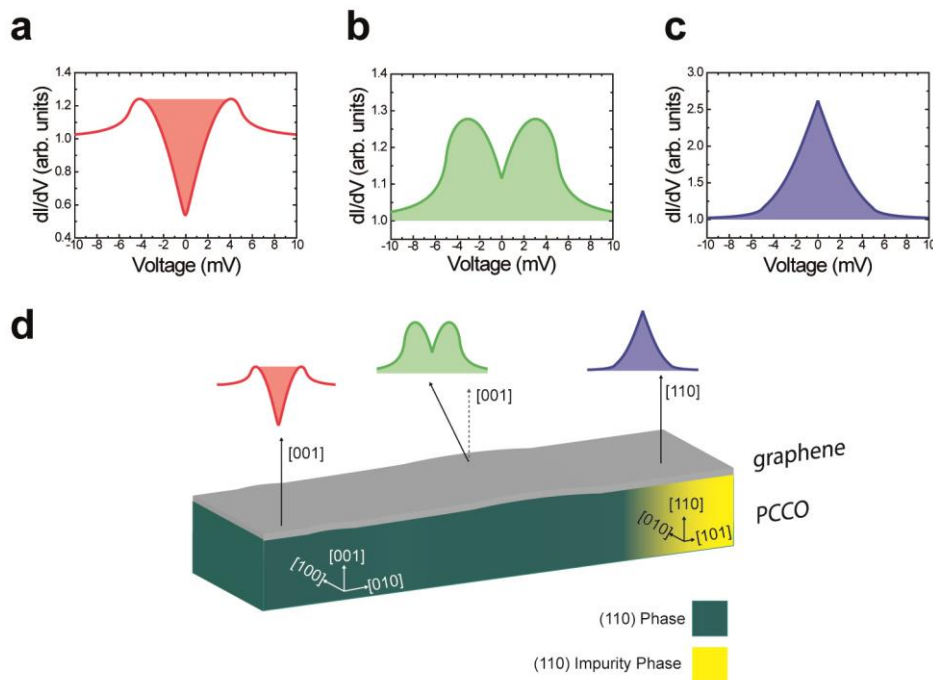 a
b
c
1.4
1.2
1.0
0.8
0.6
0.4
dI/dV (arb. units)
-10 -8 -6 -4 -2 0 2 4 6 8 10
Voltage (mV)
1.4
1.3
1.2
1.1
1.0
dI/dV (arb. units)
-10 -8 -6 -4 -2 0 2 4 6 8 10
Voltage (mV)
3.0
2.5
2.0
1.5
1.0
dI/dV (arb. units)
-10 -8 -6 -4 -2 0 2 4 6 8 10
Voltage (mV)
d
[001]
[001]
[110]
graphene
PCCO
[001]
[100]
[010]
[110]
[010]
[101]
(110) Phase
(110) Impurity Phase